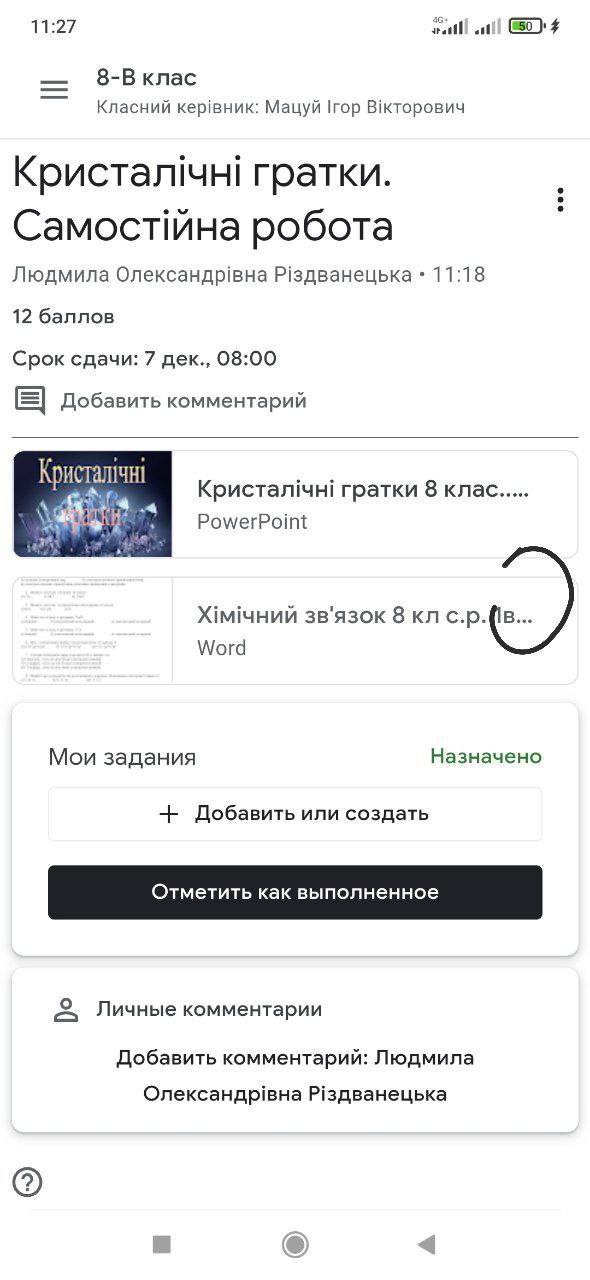 11:27
4G+
50
8-В клас
Класний керівник: Мацуй Ігор Вікторович
Кристалічні гратки.
Самостійна робота
Людмила Олександрівна Різдванецька • 11:18
12 баллов
Срок сдачи: 7 дек., 08:00
Добавить комментарий
Кристалічні
гратки
Кристалічні гратки 8 клас.....
PowerPoint
Хімічний зв'язок 8 кл с.р. Ів...
Word
Мои задания
Назначено
+ Добавить или создать
Отметить как выполненное
Личные комментарии
Добавить комментарий: Людмила
Олександрівна Різдванецька